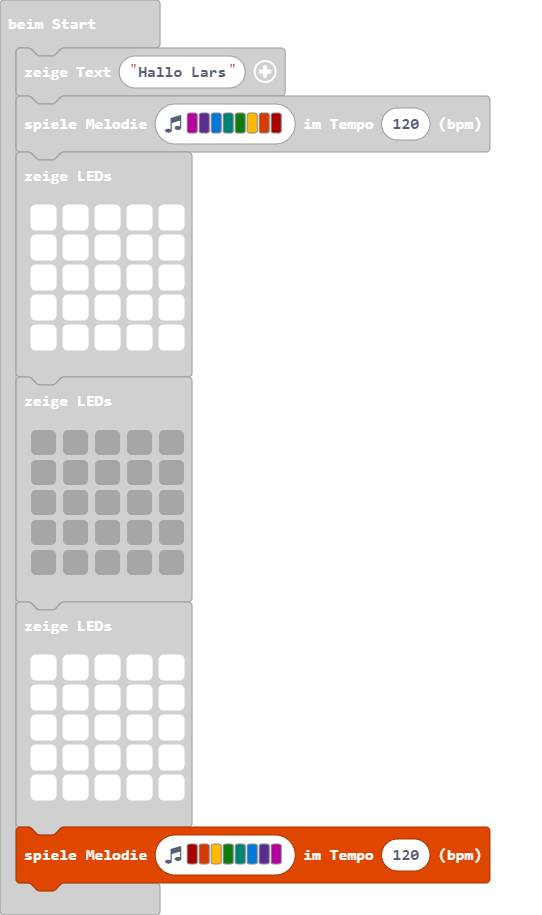 beim Start
zeige Text "Hallo Lars"
spiele Melodie im Tempo 120 (bpm)
zeige LEDs
zeige LEDs
zeige LEDs
spiele Melodie im Tempo 120 (bpm)